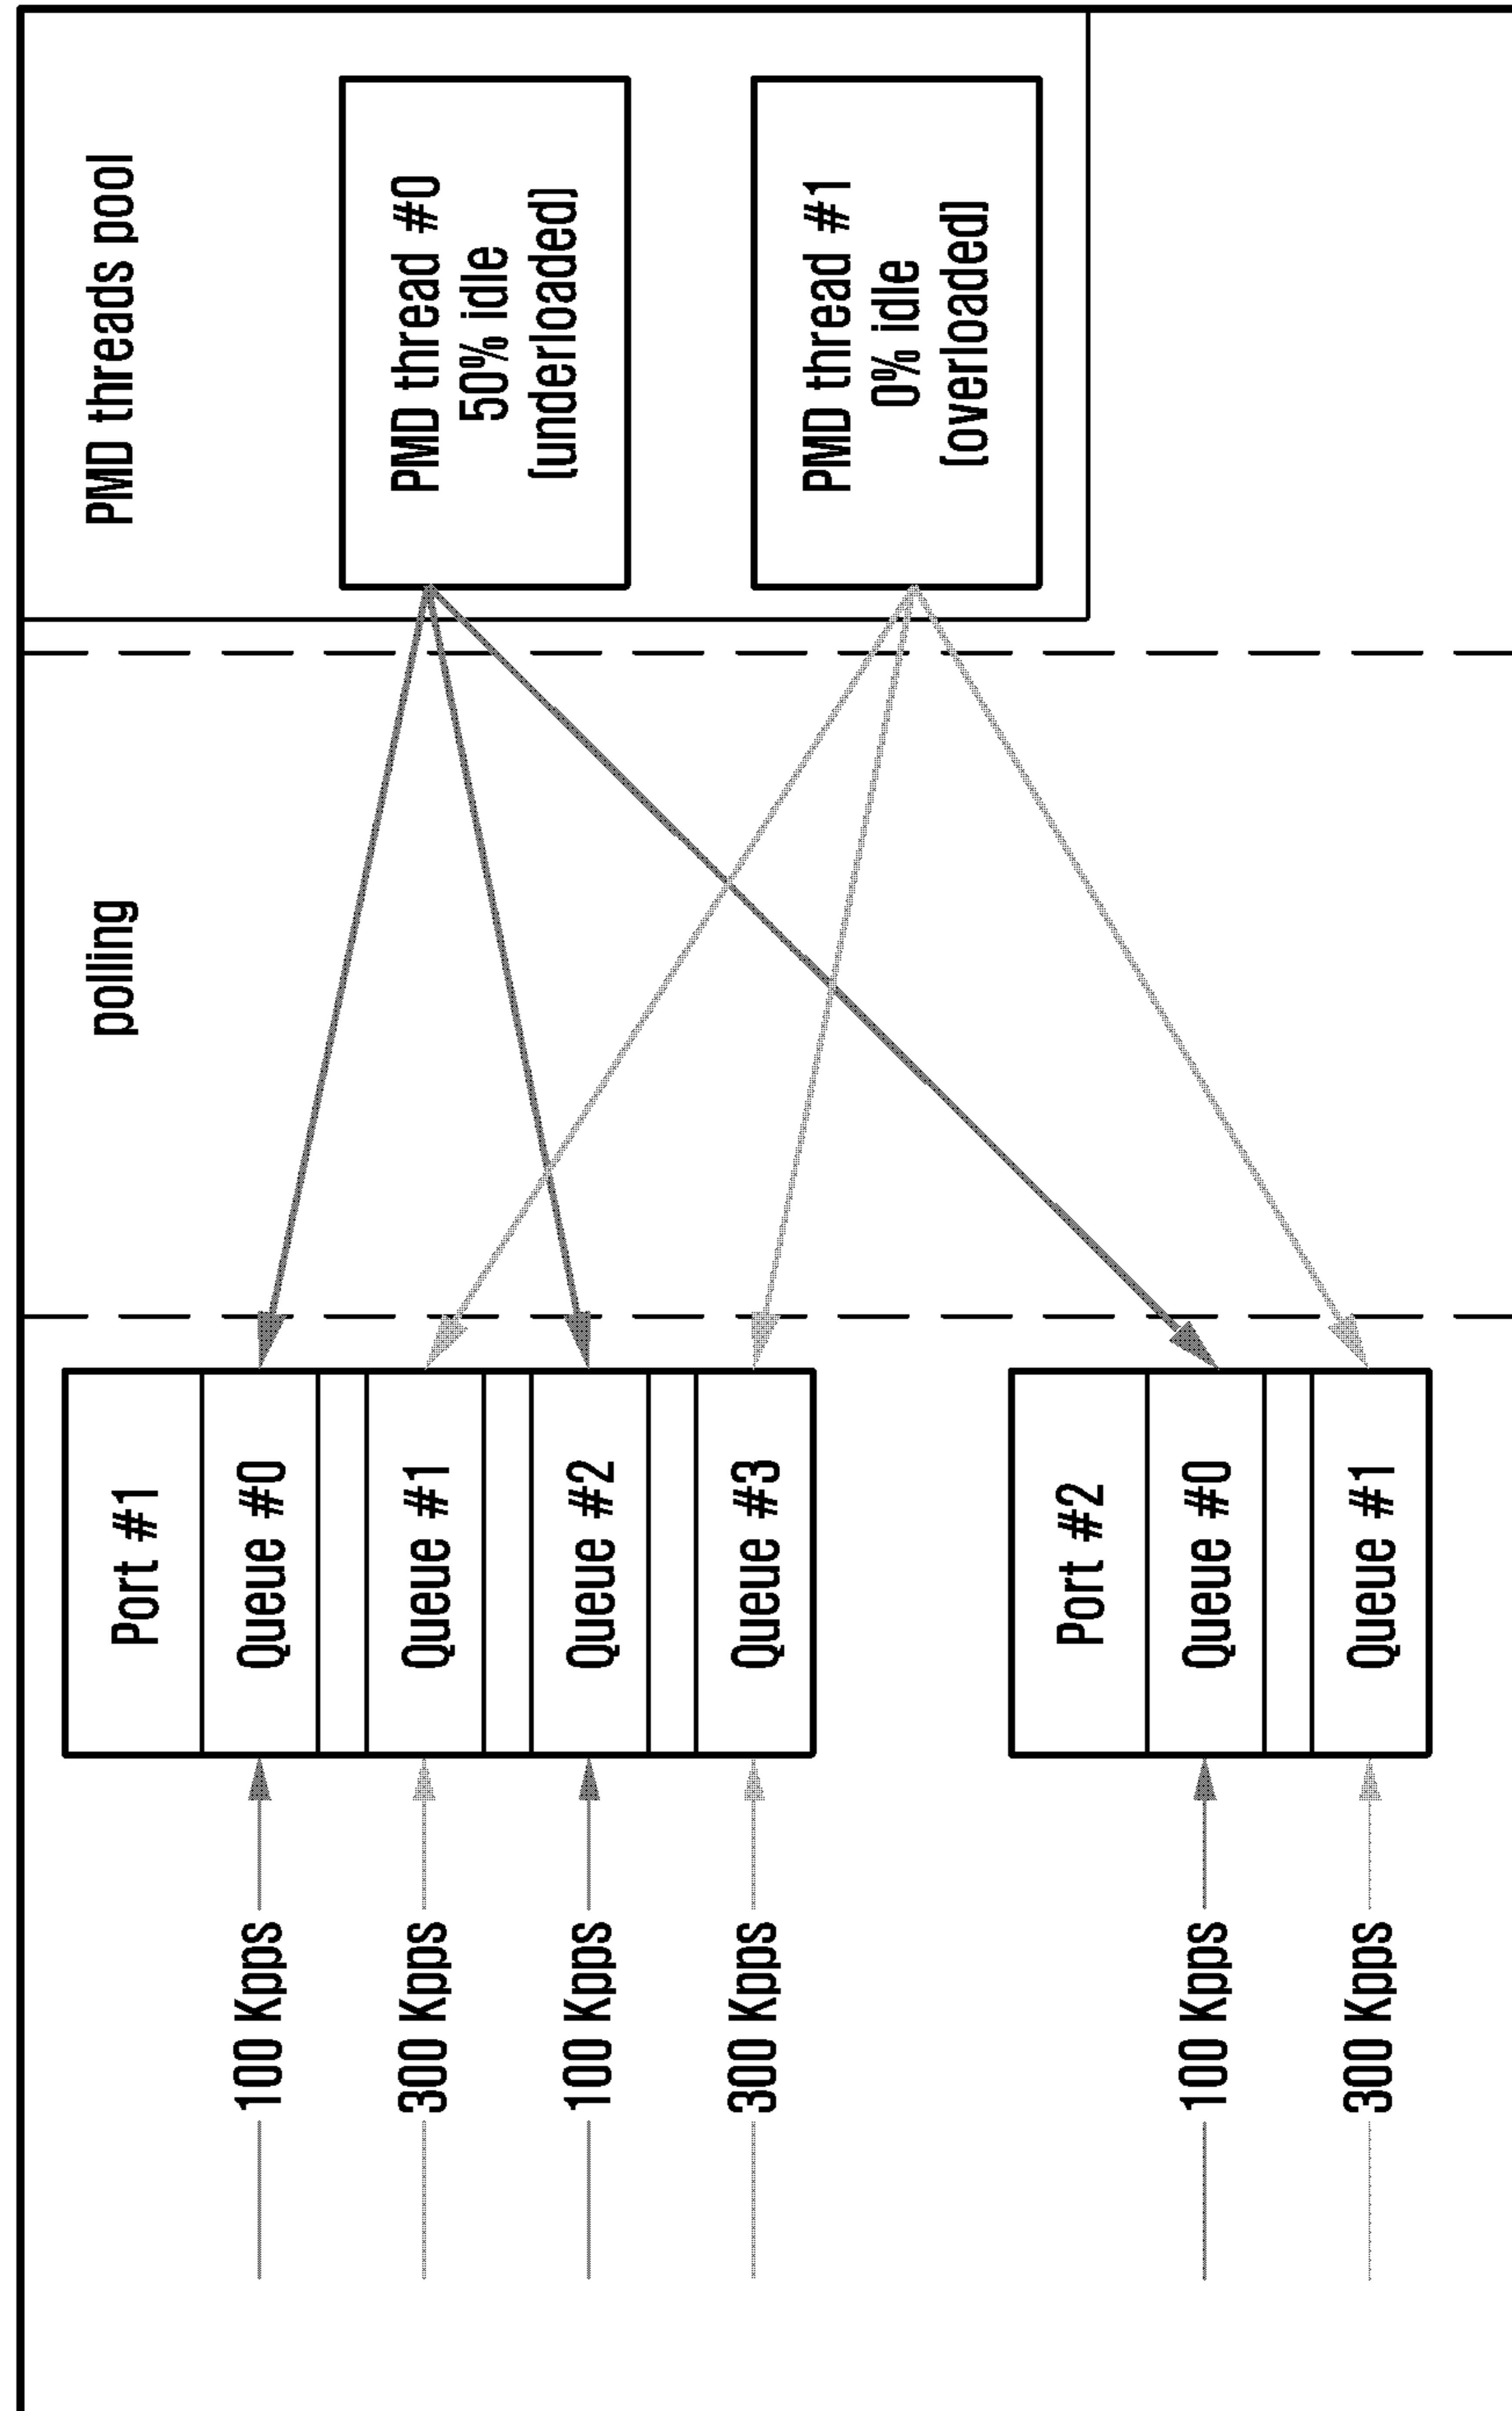 PMD threads pool
PMD thread #0
50% idle
(underloaded)
PMD thread #1
0% idle
(overloaded)
polling
Port #1
Queue #0
Queue #1
Queue #2
Queue #3
Port #2
Queue #0
Queue #1
100 Kpps
300 Kpps
100 Kpps
300 Kpps
100 Kpps
300 Kpps